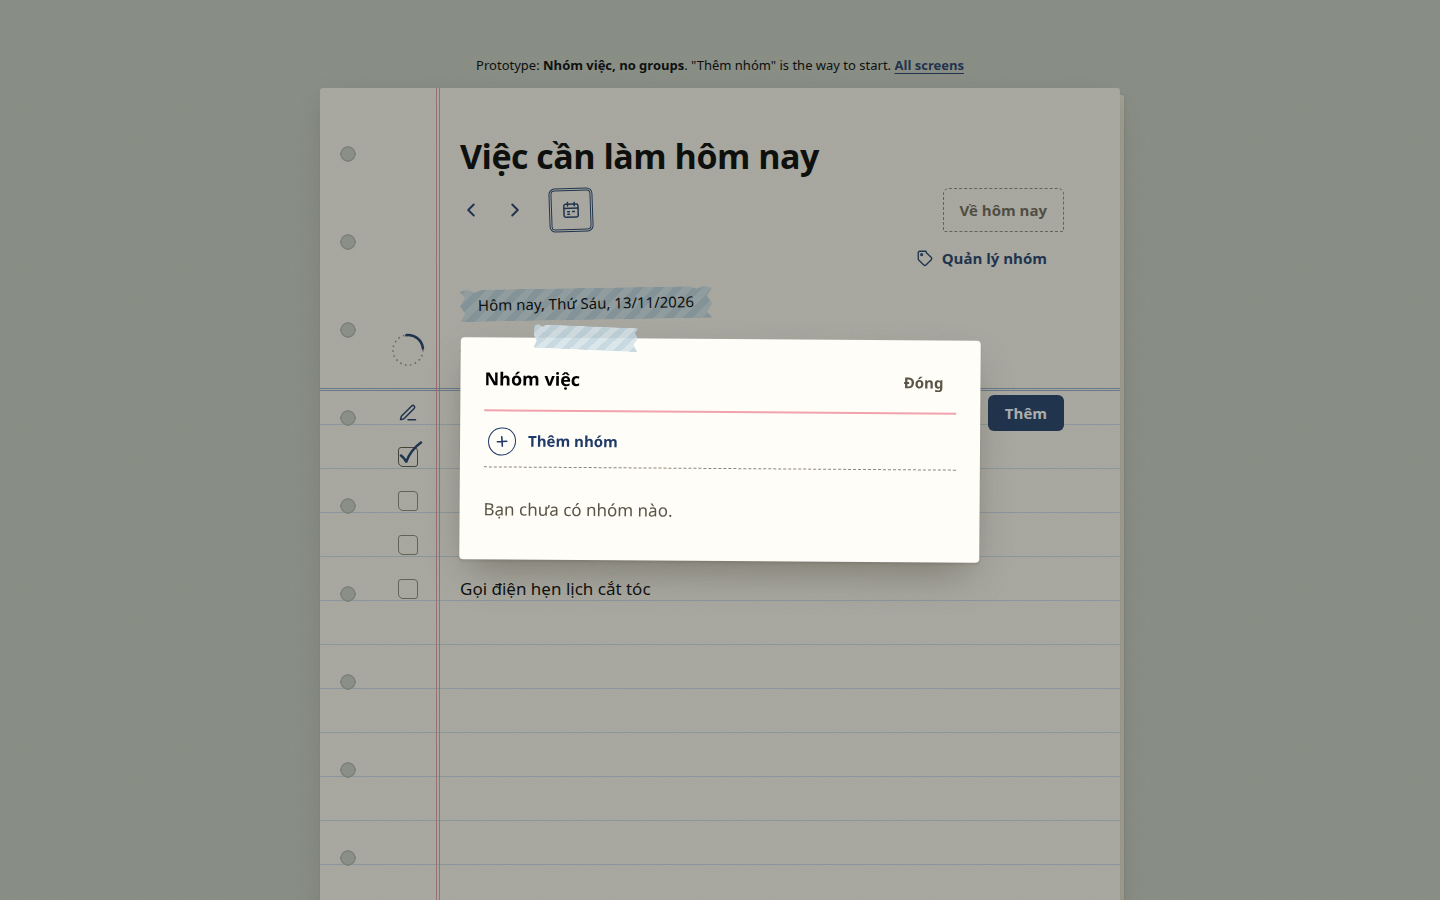 Prototype: Nhóm việc, no groups. "Thêm nhóm" is the way to start. All screens
Việc cần làm hôm nay
Về hôm nay
Quản lý nhóm
Hôm nay, Thứ Sáu, 13/11/2026
Nhóm việc
Đóng
Thêm
Thêm nhóm
Bạn chưa có nhóm nào.
Gọi điện hẹn lịch cắt tóc